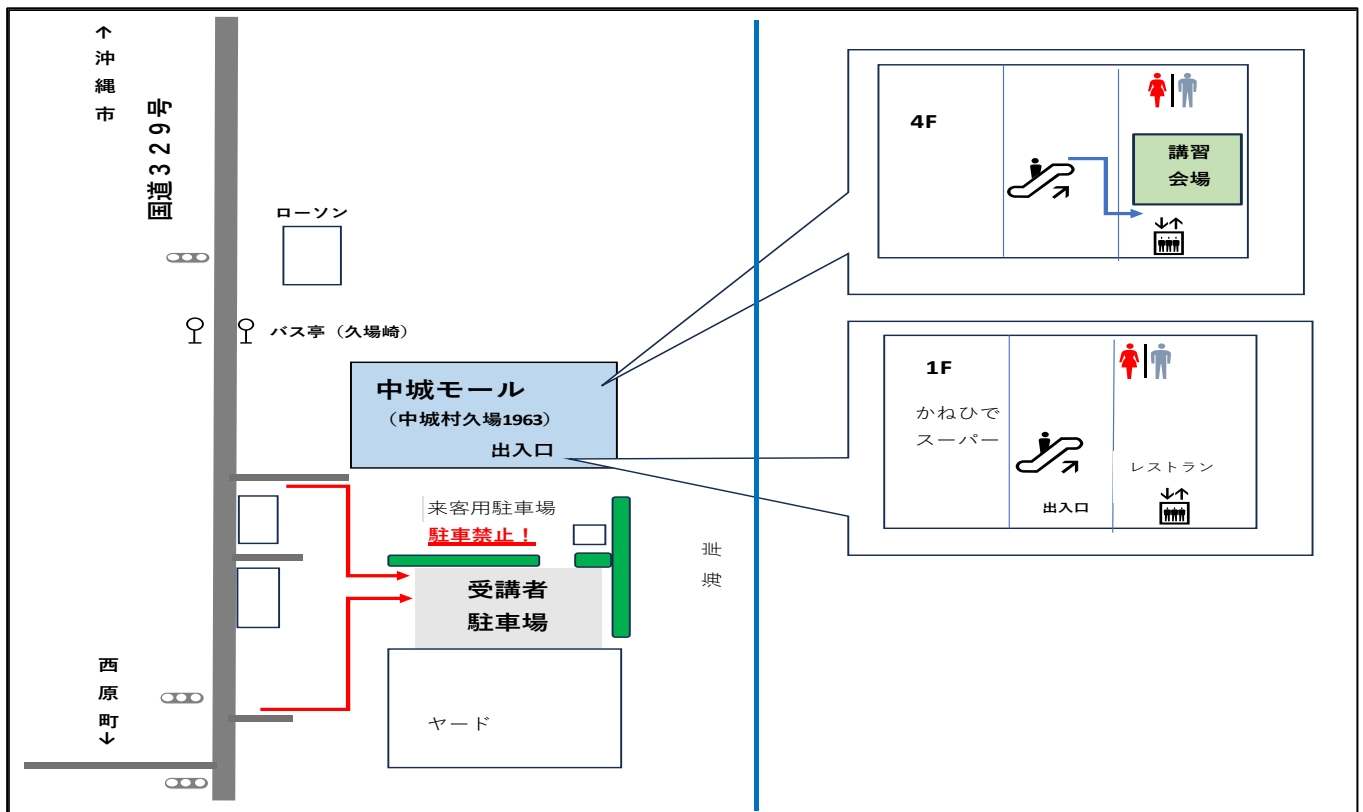 ↑沖縄市
国道329号
ローソン
バス亭（久場崎）
中城モール
（中城村久場1963）
出入口
来客用駐車場
駐車禁止！
受講者
駐車場
ヤード
西原町↓
海岸
4F
講習
会場
1F
かねひで
スーパー
レストラン
出入口